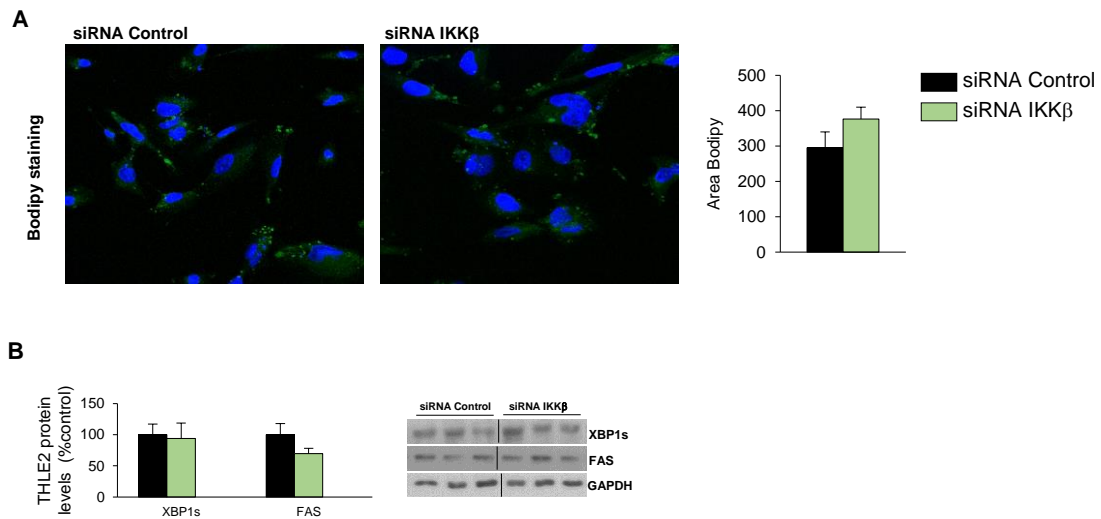 A
siRNA Control
siRNA IKKβ
Bodipy staining
Area Bodipy
500
400
300
200
100
0
siRNA Control
siRNA IKKβ
B
THLE2 protein
levels (%control)
150
100
50
0
XBP1s
FAS
siRNA Control
siRNA IKKβ
XBP1s
FAS
GAPDH